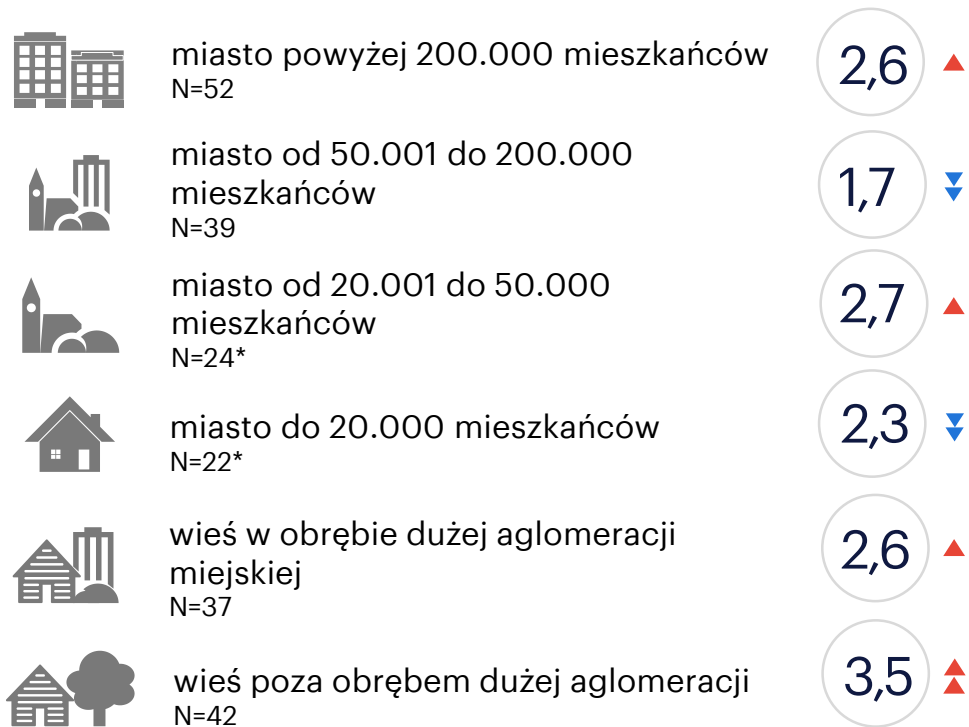 miasto powyżej 200.000 mieszkańców
N=52
2,6
miasto od 50.001 do 200.000
mieszkańców
N=39
1,7
miasto od 20.001 do 50.000
mieszkańców
N=24*
2,7
miasto do 20.000 mieszkańców
N=22*
2,3
wieś w obrębie dużej aglomeracji
miejskiej
N=37
2,6
wieś poza obrębem dużej aglomeracji
N=42
3,5